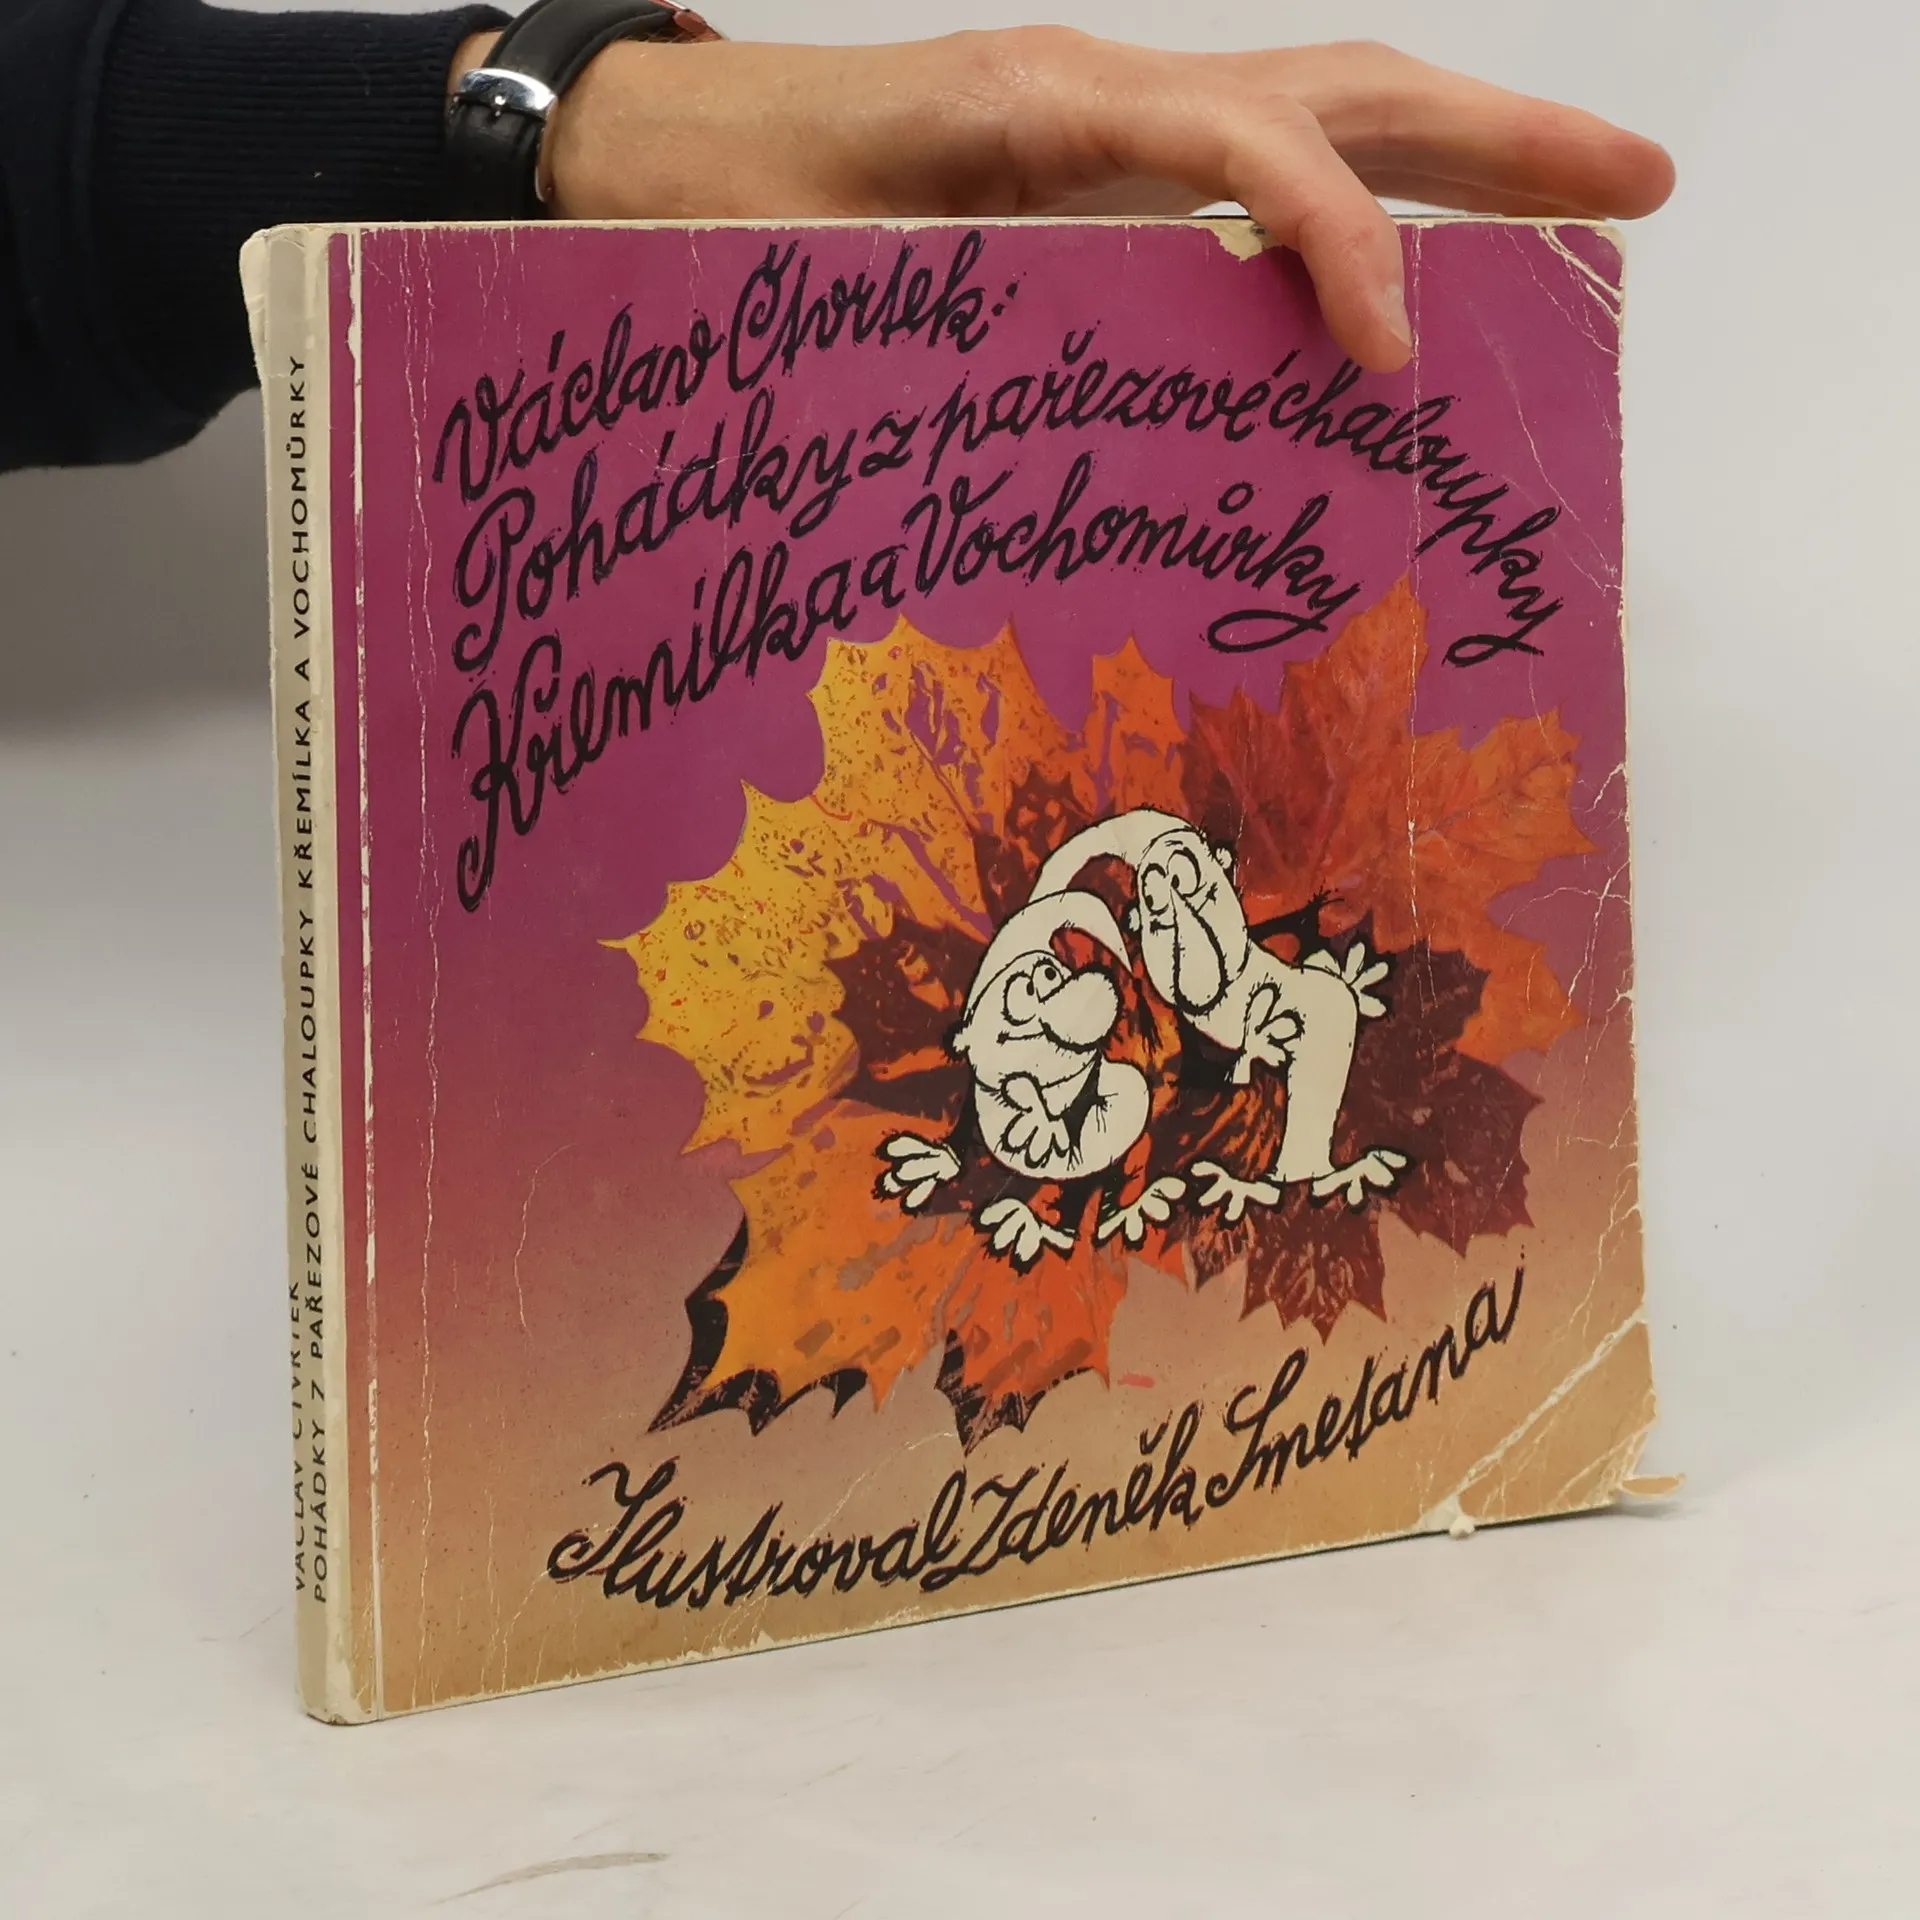 Václav Čtvrtek:
Pohádky z pařezové chaloupky
Křemílka a Vochomůrky
Ilustroval Zdeněk Smetana
VÁCLAV ČTVRTEK
POHÁDKY Z PAŘEZOVÉ CHALOUPKY KŘEMÍLKA A VOCHOMŮRKY